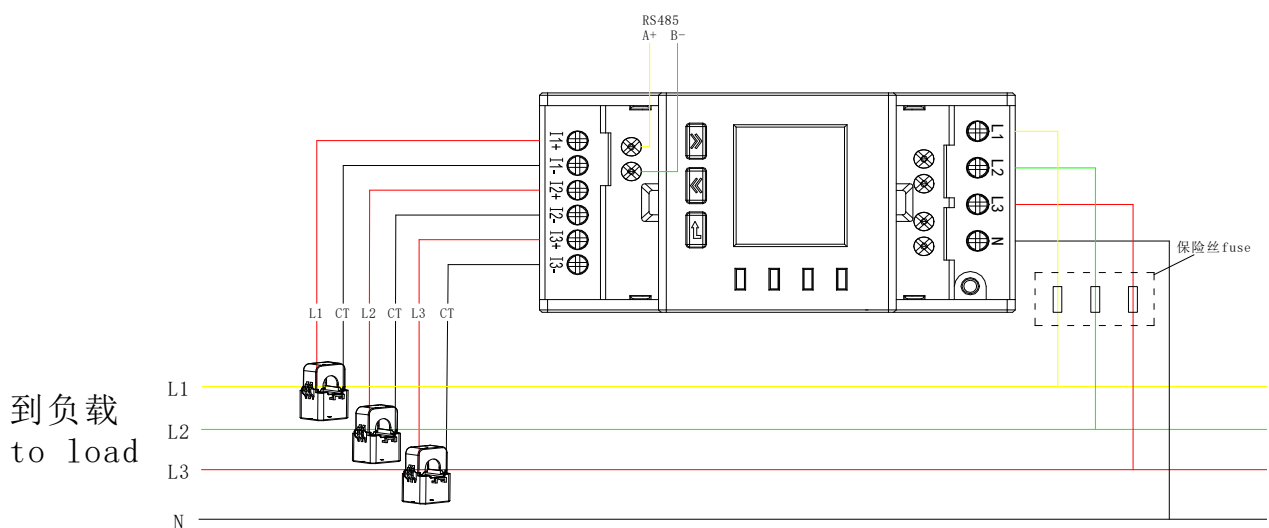 RS485
A+ B-
I1+
I1-
I2+
I2-
I3+
I3-
L1
L2
L3
N
保险丝fuse
L1 CT CT L2 CT L3 CT
到负载
to load
L1
L2
L3
N